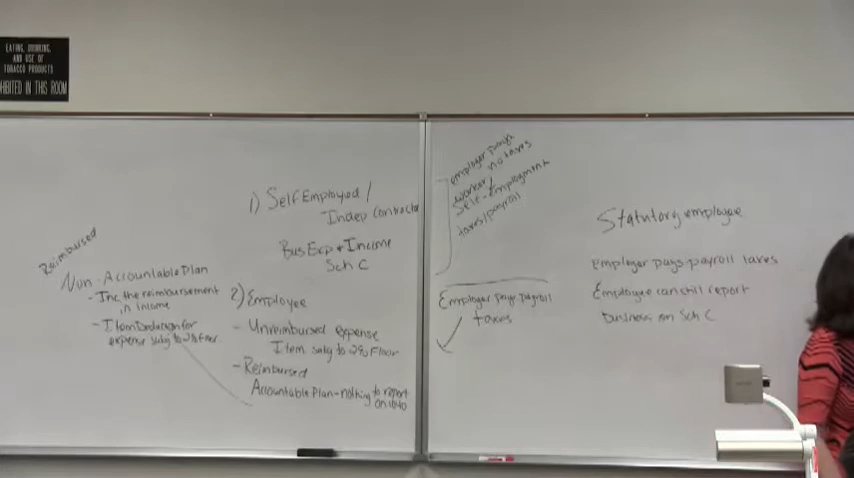 EATING, DRINKING,
AND USE OF
TOBACCO PRODUCTS
HIBITED IN THIS ROOM
Reimbursed
Non-Accountable Plan
- Inc the reimbursement
in income
- Item Deduction for
expense subj to 2% floor
1) Self Employed /
Indep Contractor
Bus Exp & Income
Sch C
2) Employee
- Unreimbursed Expense
Item subj to 2% Floor
- Reimbursed
Accountable Plan - nothing to report
on 1040
employer pays
no taxes
worker /
Self-Employment
taxes/payroll
Employer pays payroll
taxes
Statutory employee
employer pays payroll taxes
Employee can still report
business on Sch C